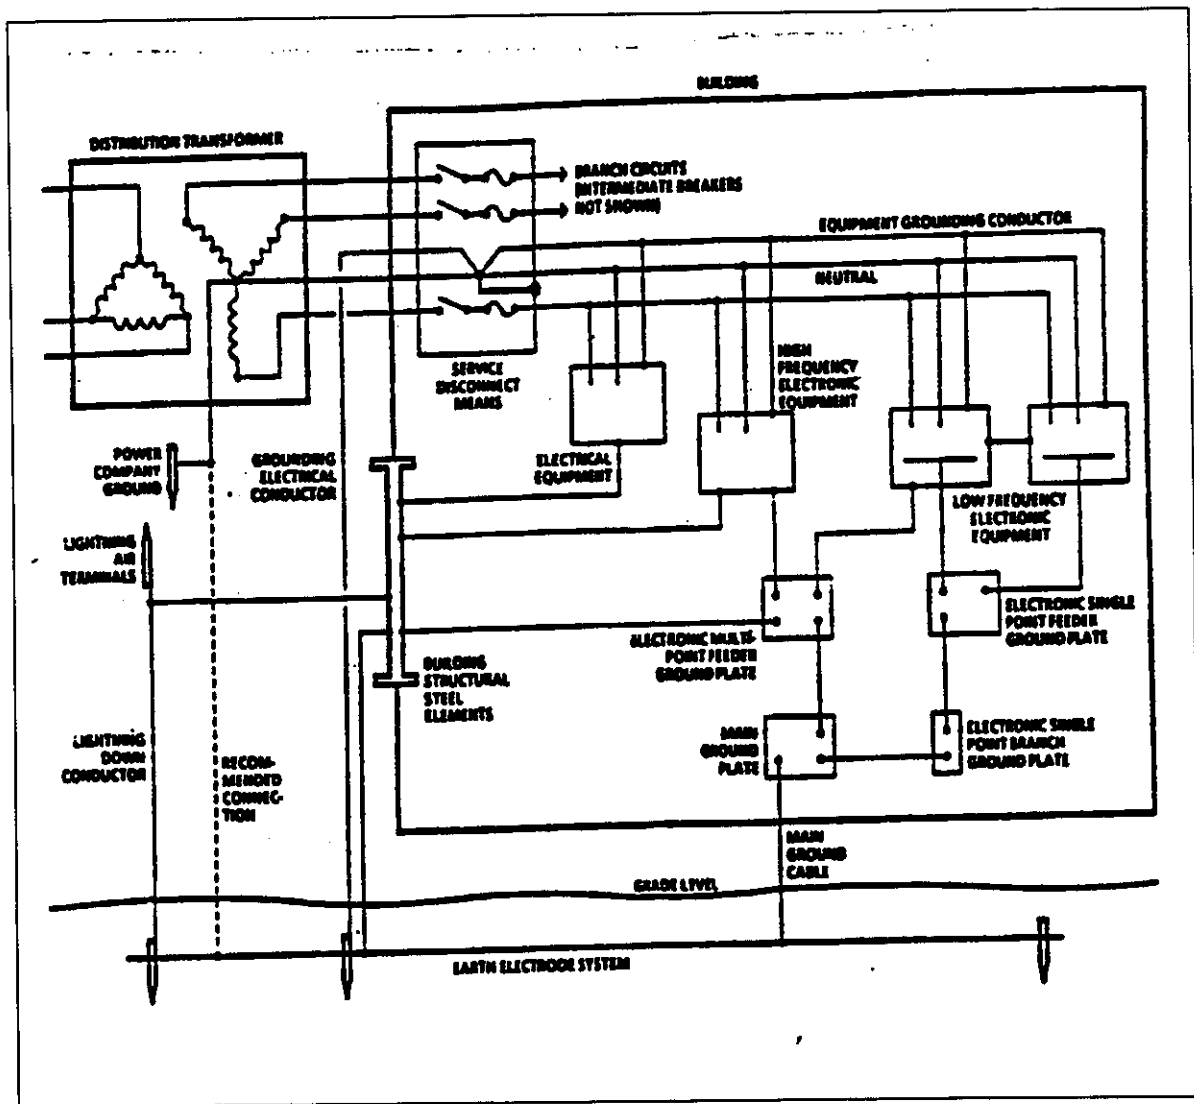 BUILDING
DISTRIBUTION TRANSFORMER
BRANCH CIRCUITS
(INTERMEDIATE BREAKERS
NOT SHOWN)
EQUIPMENT GROUNDING CONDUCTOR
NEUTRAL
SERVICE
DISCONNECT
MEANS
HIGH
FREQUENCY
ELECTRONIC
EQUIPMENT
POWER
COMPANY
GROUND
GROUNDING
ELECTRICAL
CONDUCTOR
ELECTRICAL
EQUIPMENT
LOW FREQUENCY
ELECTRONIC
EQUIPMENT
LIGHTNING
AIR
TERMINALS
ELECTRONIC MULTI-
POINT FEEDER
GROUND PLATE
ELECTRONIC SINGLE
POINT FEEDER
GROUND PLATE
BUILDING
STRUCTURAL
STEEL
ELEMENTS
LIGHTNING
DOWN
CONDUCTOR
RECOM-
MENDED
CONNEC-
TION
MAIN
GROUND
PLATE
ELECTRONIC SINGLE
POINT BRANCH
GROUND PLATE
MAIN
GROUND
CABLE
GRADE LEVEL
EARTH ELECTRODE SYSTEM